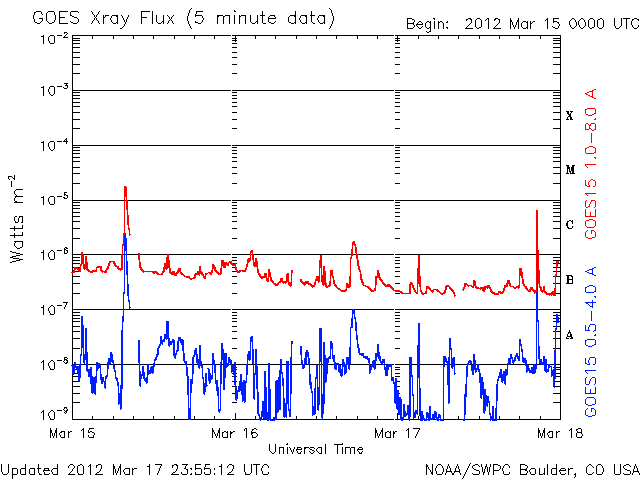 GOES Xray Flux (5 minute data)
Begin: 2012 Mar 15 0000 UTC
10⁻²
10⁻³
10⁻⁴
10⁻⁵
10⁻⁶
10⁻⁷
10⁻⁸
10⁻⁹
Watts m⁻²
X
M
C
B
A
GOES15 1.0-8.0 A
GOES15 0.5-4.0 A
Mar 15
Mar 16
Mar 17
Mar 18
Universal Time
Updated 2012 Mar 17 23:55:12 UTC
NOAA/SWPC Boulder, CO USA